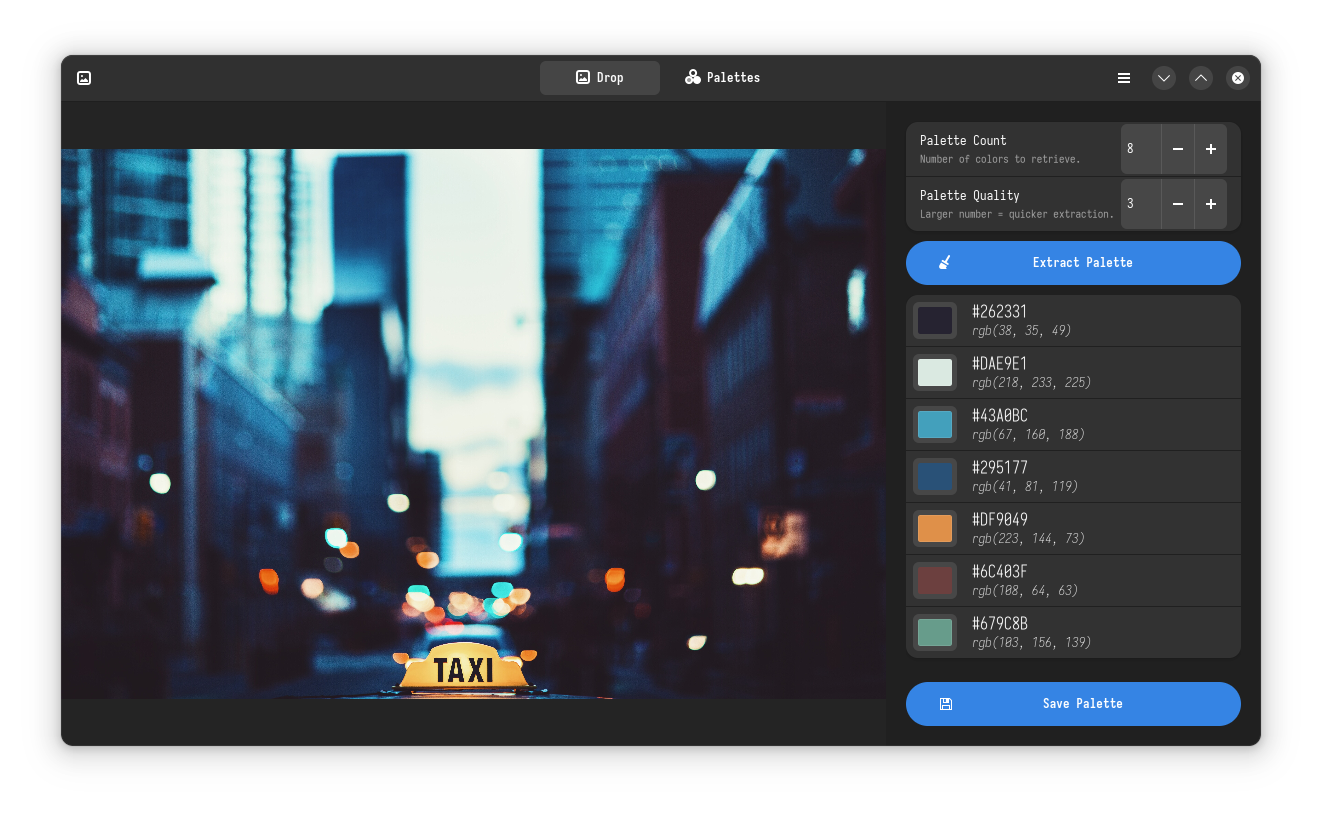 Drop
Palettes
Palette Count
Number of colors to retrieve.
8
Palette Quality
Larger number = quicker extraction.
3
Extract Palette
#262331
rgb(38, 35, 49)
#DAE9E1
rgb(218, 233, 225)
#43A0BC
rgb(67, 160, 188)
#295177
rgb(41, 81, 119)
#DF9049
rgb(223, 144, 73)
#6C403F
rgb(108, 64, 63)
#679C8B
rgb(103, 156, 139)
TAXI
Save Palette